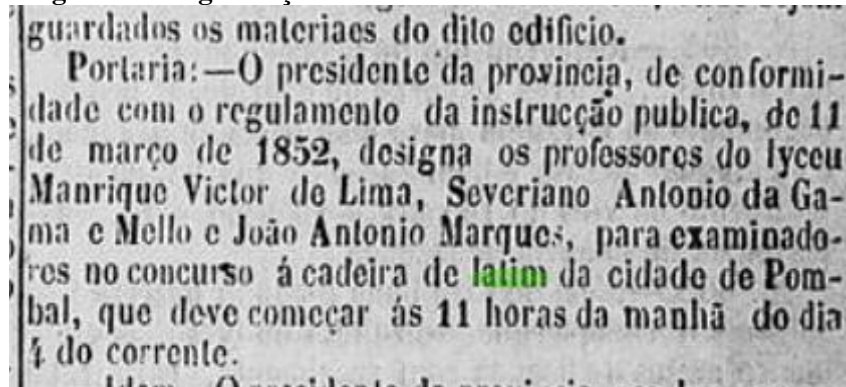 guardados os materiaes do dito edificio.
Portaria:—O presidente da provincia, de conformi-
dade com o regulamento da instrucção publica, de 11
de março de 1852, designa os professores do lyceu
Manrique Victor de Lima, Severiano Antonio da Ga-
ma e Mello e João Antonio Marques, para examinado-
res no concurso á cadeira de latim da cidade de Pom-
bal, que deve começar ás 11 horas da manhã do dia
4 do corrente.